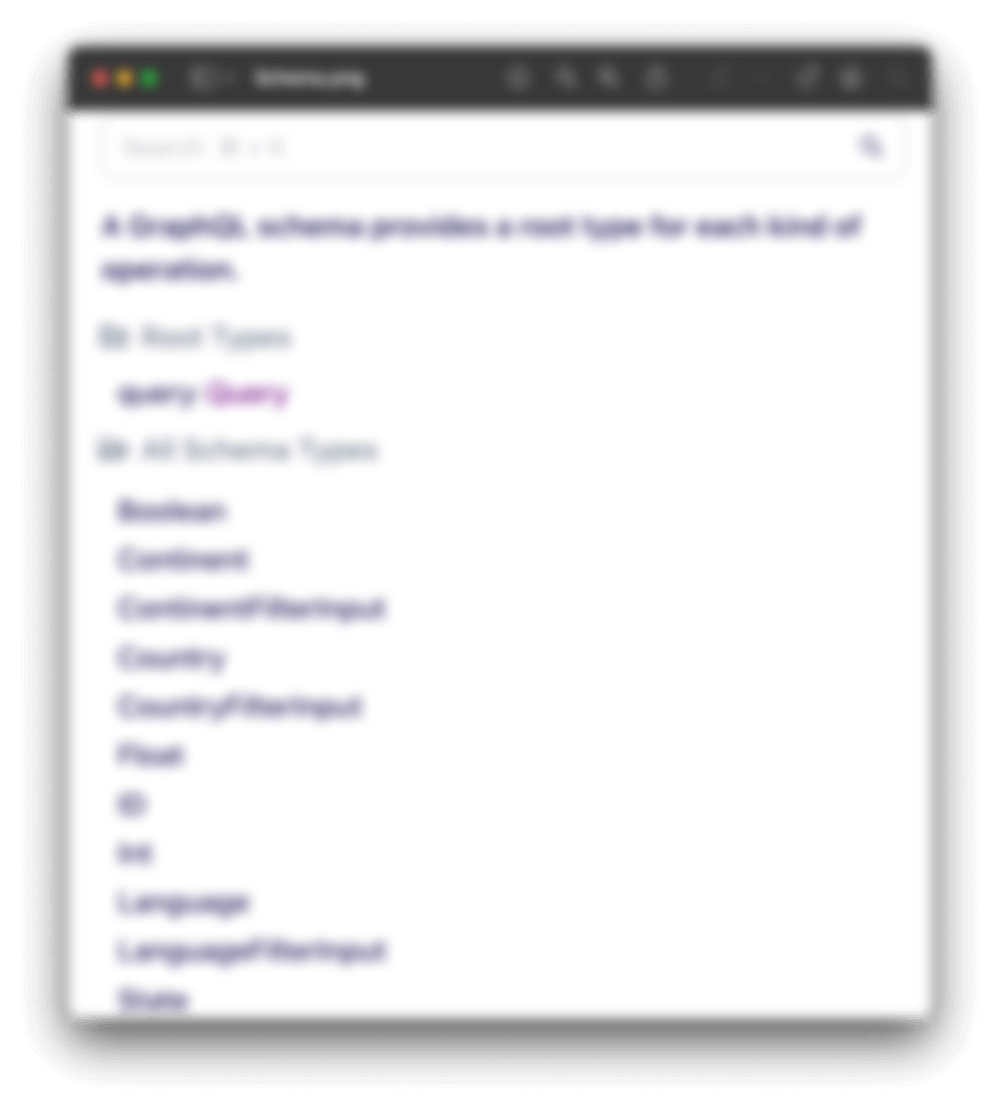 Schema.png
Search ⌘ + K
A GraphQL schema provides a root type for each kind of
operation.
Root Types
query: Query
All Schema Types
Boolean
Continent
ContinentFilterInput
Country
CountryFilterInput
Float
ID
Int
Language
LanguageFilterInput
State